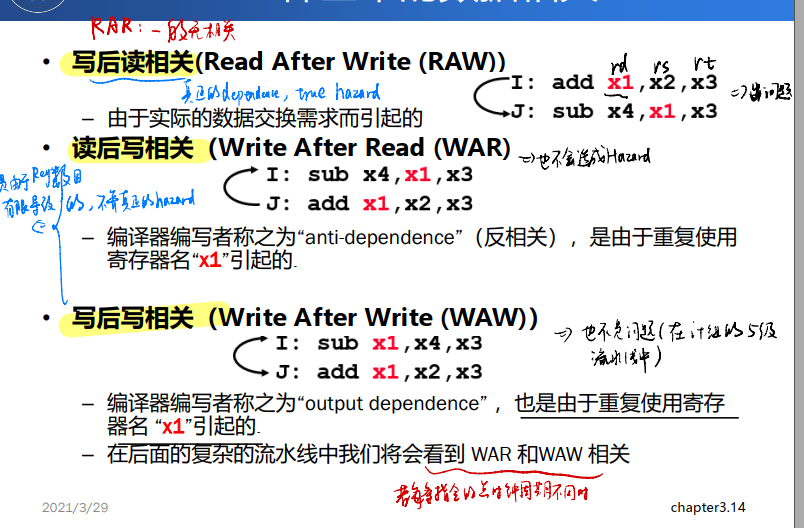 RAR: 一般无相关
• 写后读相关(Read After Write (RAW))
真正的dependence, true hazard
rd rs rt
I: add x1,x2,x3
J: sub x4,x1,x3
⇒出问题
– 由于实际的数据交换需求而引起的
• 读后写相关 (Write After Read (WAR)
⇒也不会造成Hazard
I: sub x4,x1,x3
J: add x1,x2,x3
是由于Reg数目
有限导致的, 不算真正的hazard
– 编译器编写者称之为“anti-dependence”（反相关），是由于重复使用
寄存器名“x1”引起的.
• 写后写相关（Write After Write (WAW)）
I: sub x1,x4,x3
J: add x1,x2,x3
⇒ 也不会问题(在计组的5级
流水线中)
– 编译器编写者称之为“output dependence” ，也是由于重复使用寄存
器名 “x1”引起的.
– 在后面的复杂的流水线中我们将会看到 WAR 和WAW 相关
若每条指令的时钟周期不同时
2021/3/29
chapter3.14